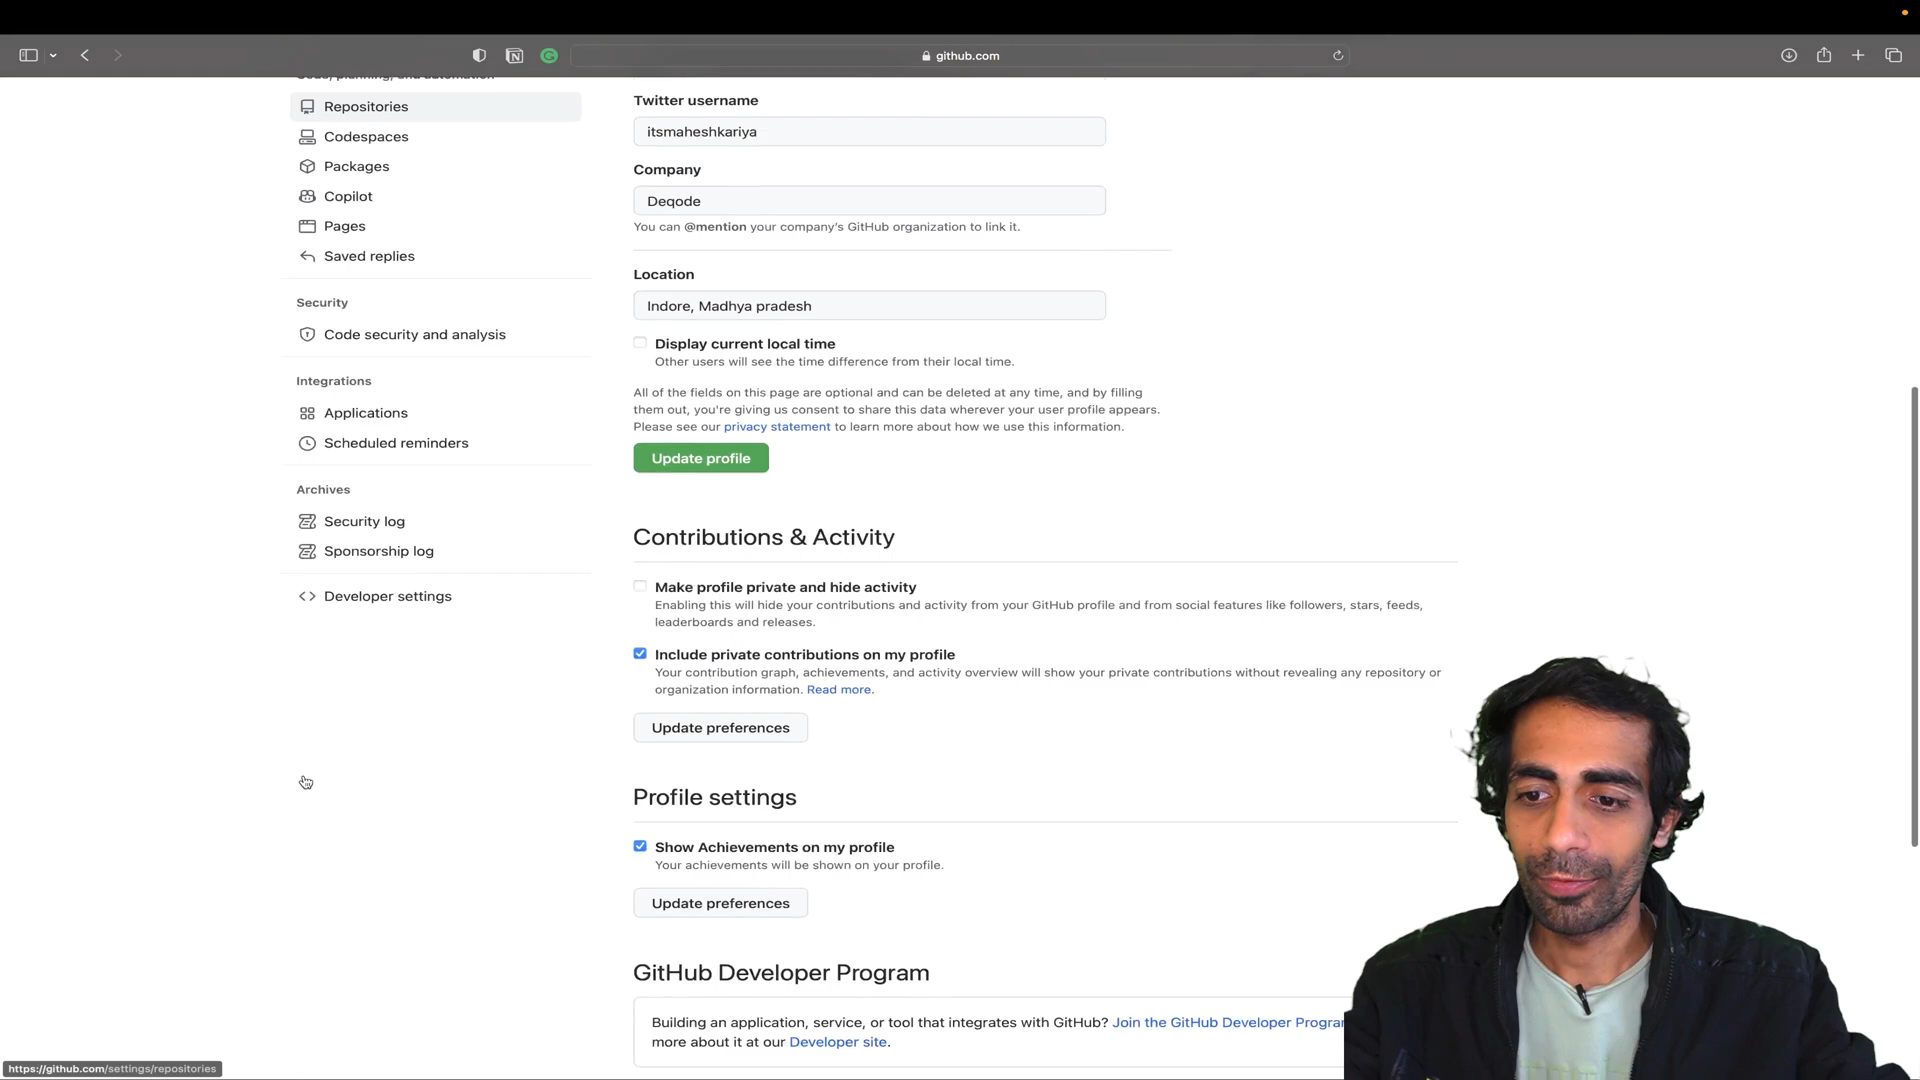 github.com
Code, planning, and automation
Repositories
Codespaces
Packages
Copilot
Pages
Saved replies
Security
Code security and analysis
Integrations
Applications
Scheduled reminders
Archives
Security log
Sponsorship log
Developer settings
Twitter username
itsmaheshkariya
Company
Deqode
You can @mention your company's GitHub organization to link it.
Location
Indore, Madhya pradesh
Display current local time
Other users will see the time difference from their local time.
All of the fields on this page are optional and can be deleted at any time, and by filling
them out, you're giving us consent to share this data wherever your user profile appears.
Please see our privacy statement to learn more about how we use this information.
Update profile
Contributions & Activity
Make profile private and hide activity
Enabling this will hide your contributions and activity from your GitHub profile and from social features like followers, stars, feeds,
leaderboards and releases.
Include private contributions on my profile
Your contribution graph, achievements, and activity overview will show your private contributions without revealing any repository or
organization information. Read more.
Update preferences
Profile settings
Show Achievements on my profile
Your achievements will be shown on your profile.
Update preferences
GitHub Developer Program
Building an application, service, or tool that integrates with GitHub? Join the GitHub Developer Program
more about it at our Developer site.
https://github.com/settings/repositories